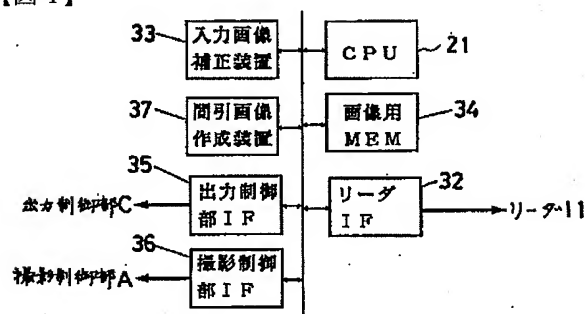 【図4】
33
入力画像
補正装置
CPU
21
37
間引画像
作成装置
画像用
MEM
34
35
出力制御
部IF
出力制御部C
リーダ
IF
32
リーダ11
36
撮影制御
部IF
撮影制御部A